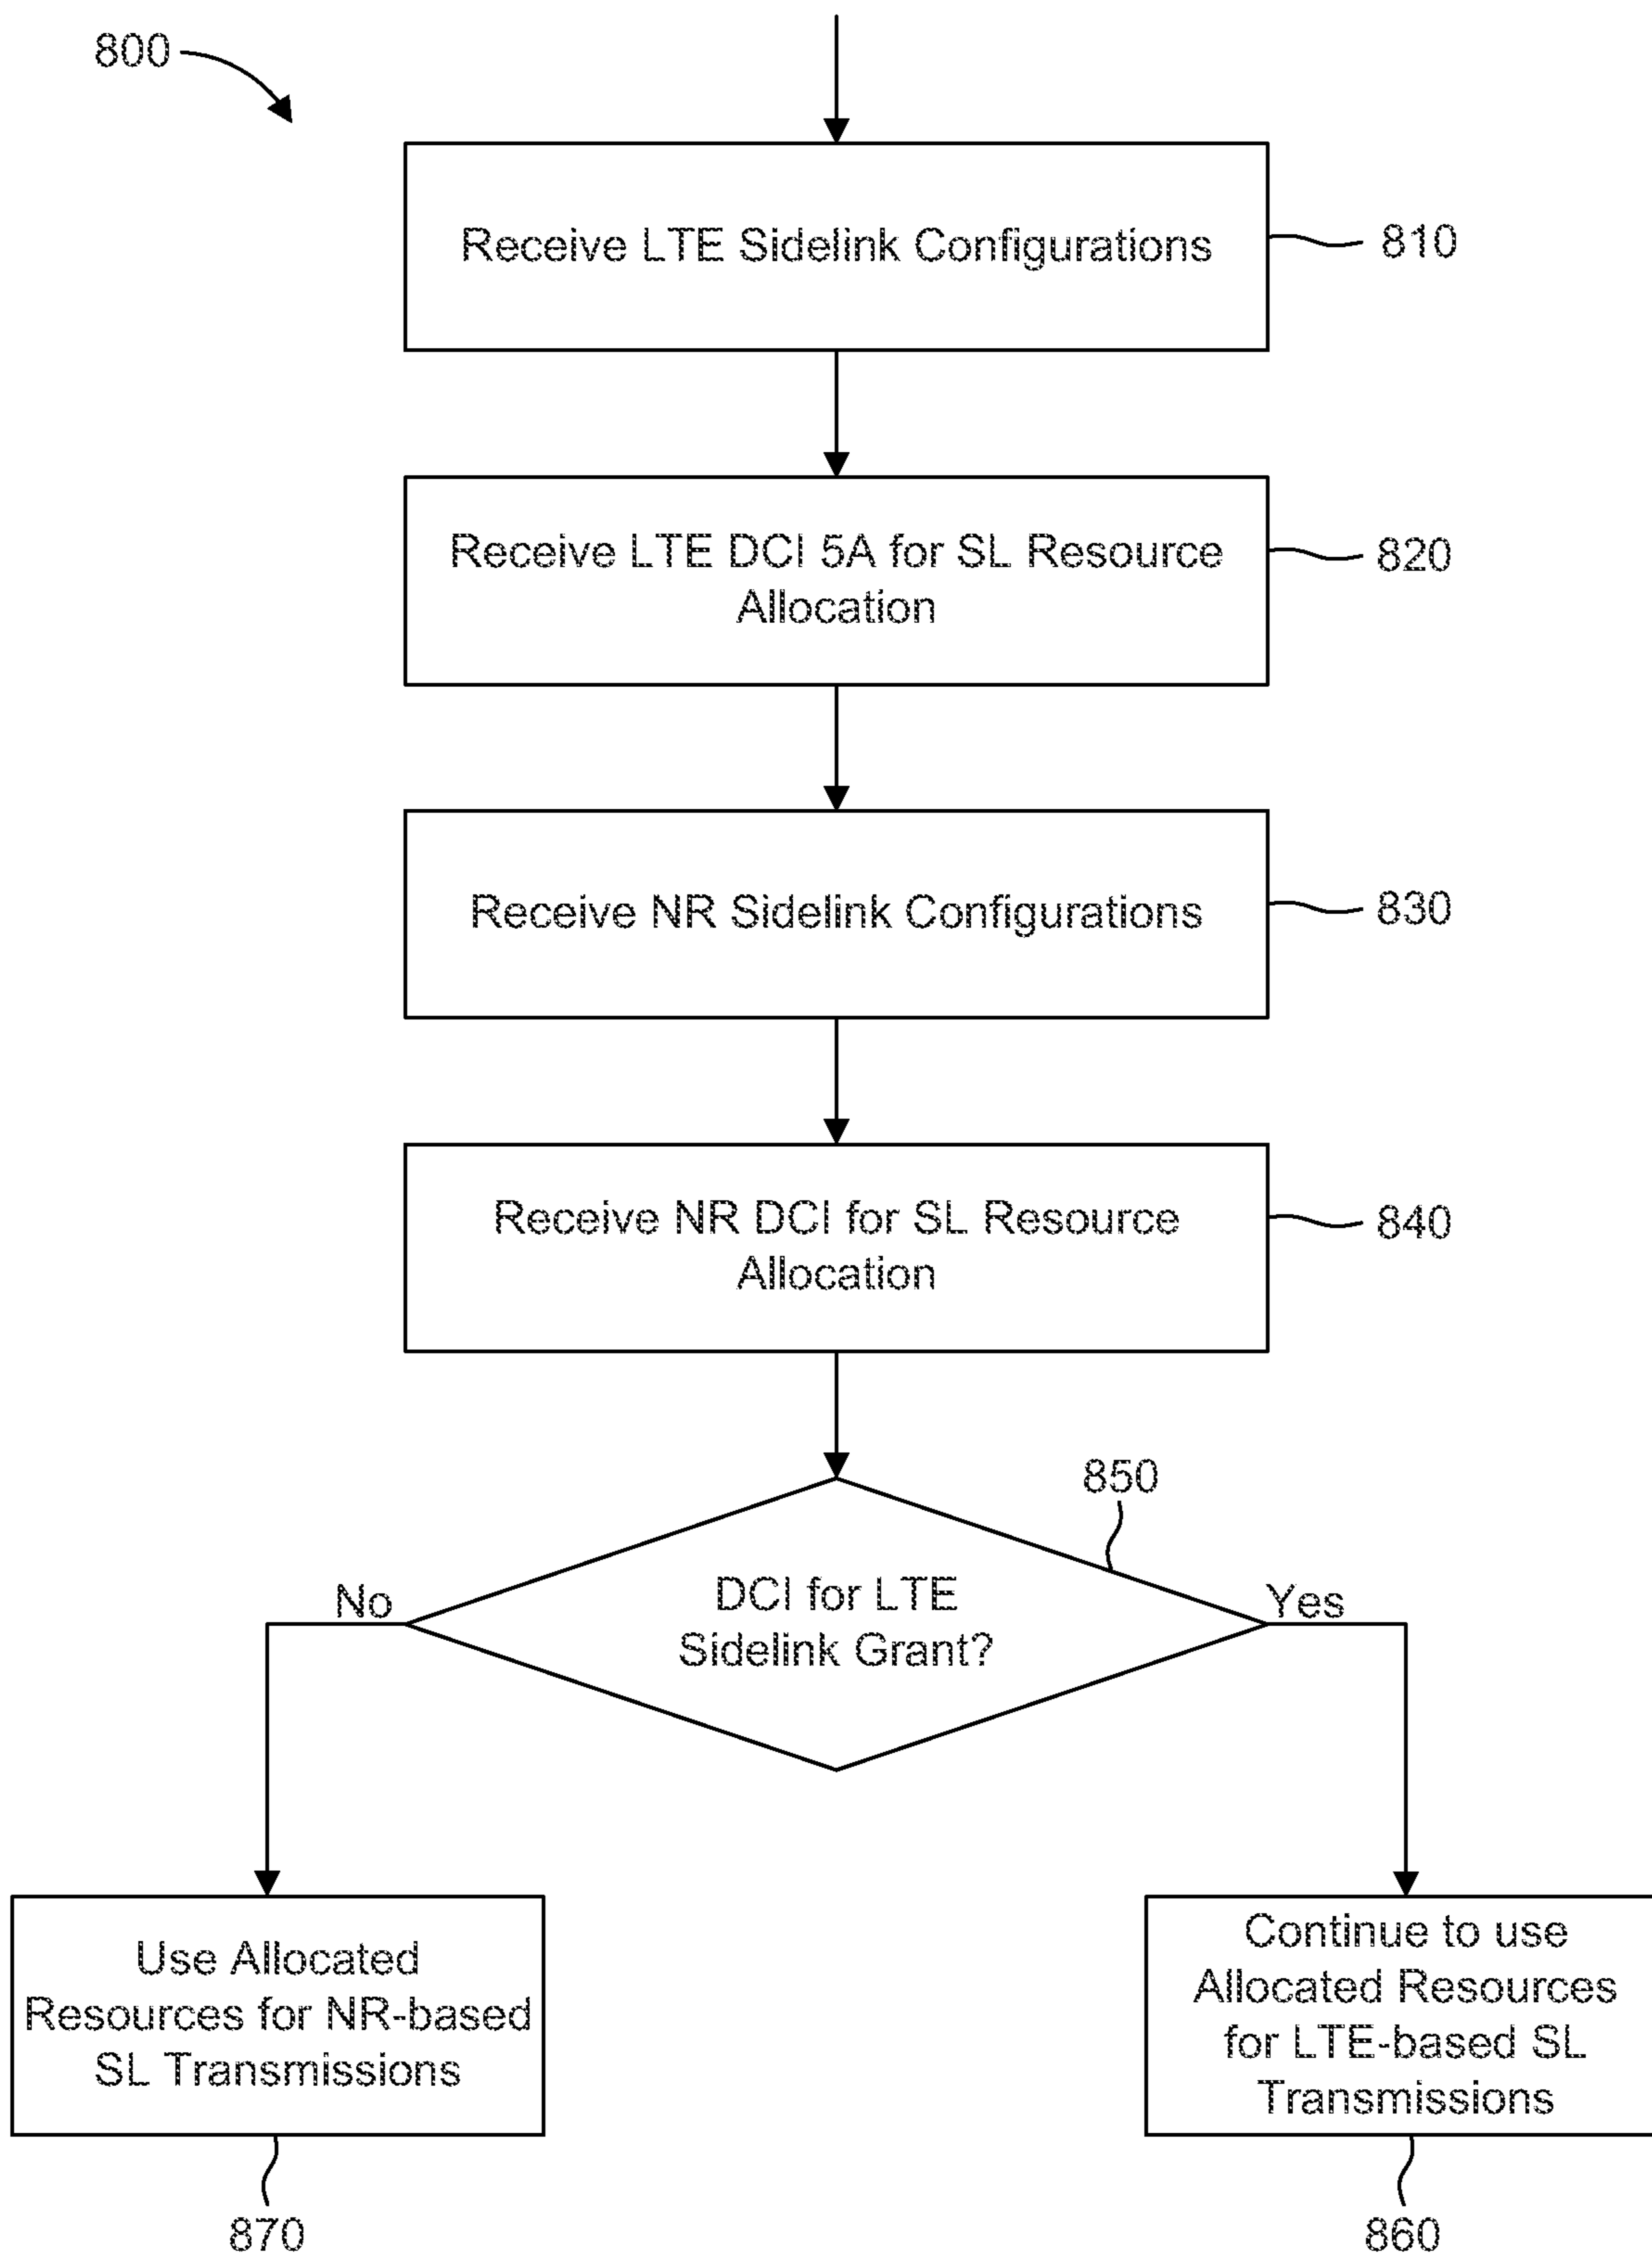 800
Receive LTE Sidelink Configurations
810
Receive LTE DCI 5A for SL Resource
Allocation
820
Receive NR Sidelink Configurations
830
Receive NR DCI for SL Resource
Allocation
840
850
DCI for LTE
Sidelink Grant?
No
Yes
Use Allocated
Resources for NR-based
SL Transmissions
870
Continue to use
Allocated Resources
for LTE-based SL
Transmissions
860